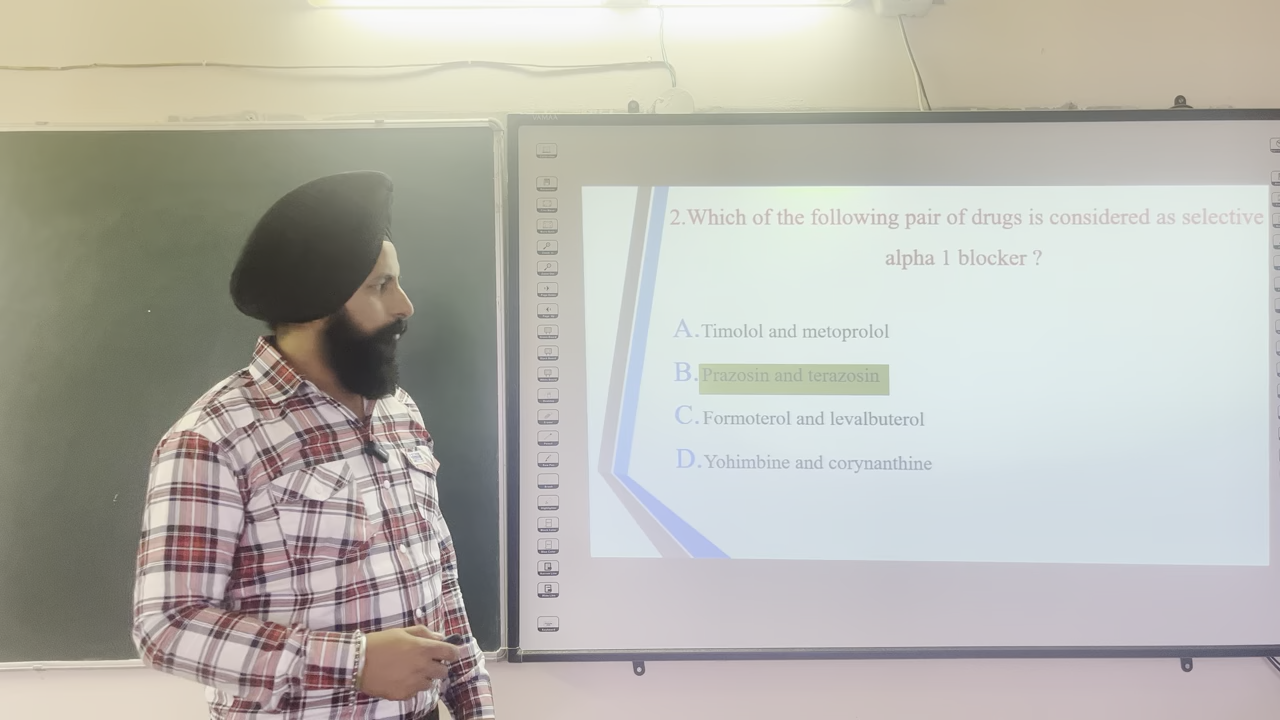 2.Which of the following pair of drugs is considered as selective
alpha 1 blocker ?
A.Timolol and metoprolol
B.Prazosin and terazosin
C.Formoterol and levalbuterol
D.Yohimbine and corynanthine